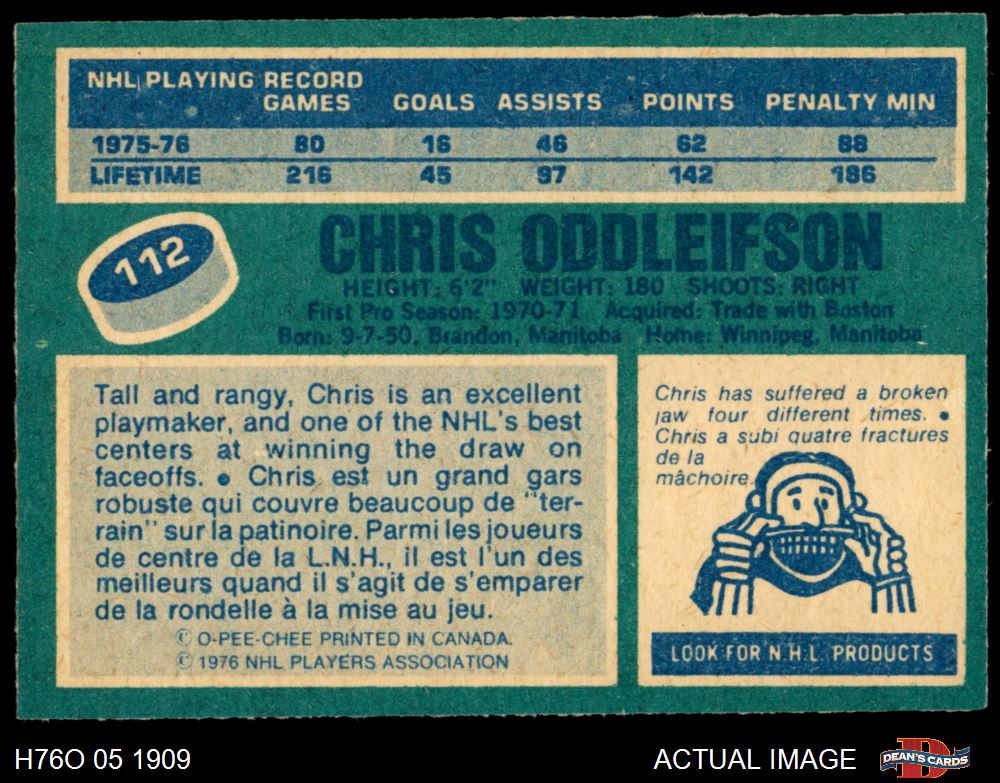 NHL PLAYING RECORD
GAMES GOALS ASSISTS POINTS PENALTY MIN
1975-76 80 16 46 62 88
LIFETIME 216 45 97 142 186
112
CHRIS ODDLEIFSON
HEIGHT: 6'2" WEIGHT: 180 SHOOTS: RIGHT
First Pro Season: 1970-71 Acquired: Trade with Boston
Born: 9-7-50, Brandon, Manitoba Home: Winnipeg, Manitoba
Tall and rangy, Chris is an excellent
playmaker, and one of the NHL's best
centers at winning the draw on
faceoffs. • Chris est un grand gars
robuste qui couvre beaucoup de "ter-
rain" sur la patinoire. Parmi les joueurs
de centre de la L.N.H., il est l'un des
meilleurs quand il s'agit de s'emparer
de la rondelle à la mise au jeu.
© O-PEE-CHEE PRINTED IN CANADA.
© 1976 NHL PLAYERS ASSOCIATION
Chris has suffered a broken
jaw four different times. •
Chris a subi quatre fractures
de la
mâchoire.
LOOK FOR N.H.L. PRODUCTS
H76O 05 1909
ACTUAL IMAGE
D
DEAN'S CARDS